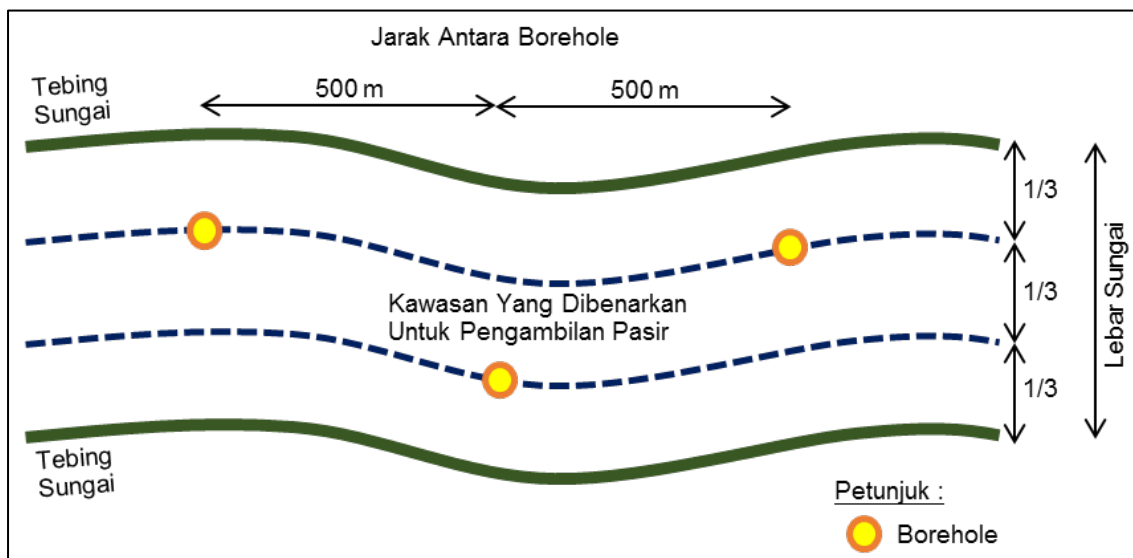 Jarak Antara Borehole
500 m
500 m
Tebing
Sungai
1/3
1/3
1/3
Lebar Sungai
Kawasan Yang Dibenarkan
Untuk Pengambilan Pasir
Tebing
Sungai
Petunjuk :
Borehole